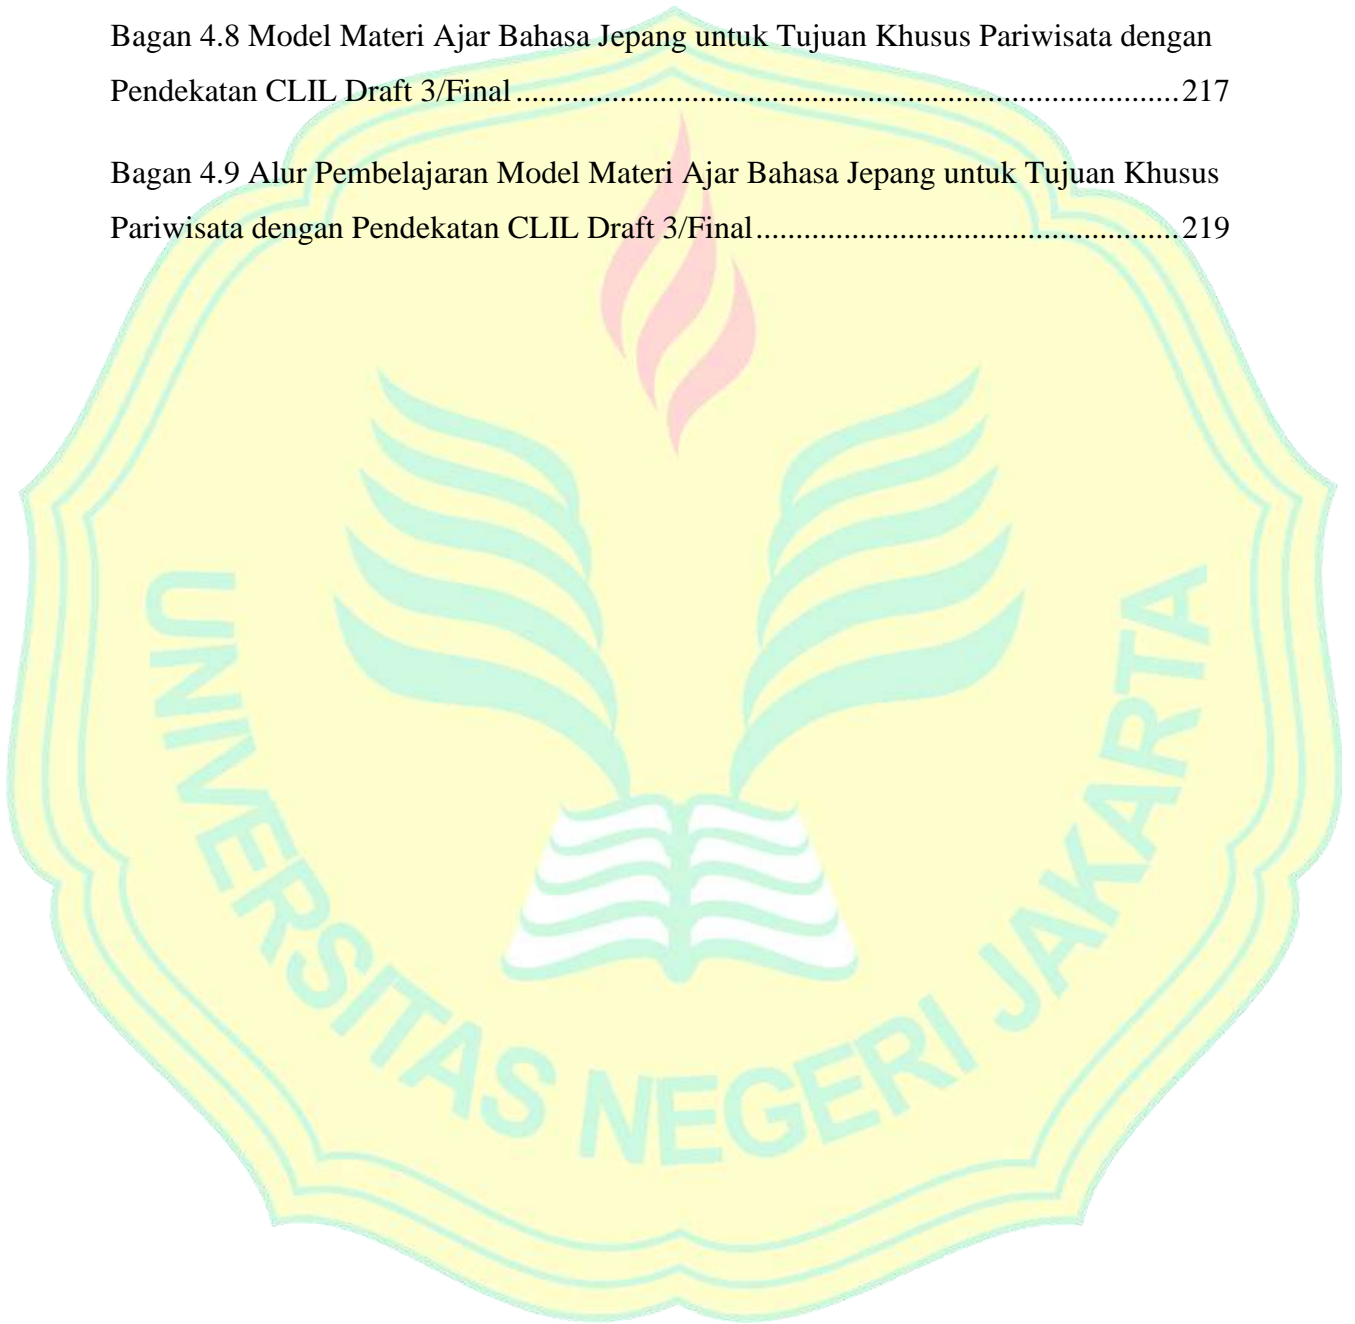 Bagan 4.8 Model Materi Ajar Bahasa Jepang untuk Tujuan Khusus Pariwisata dengan
Pendekatan CLIL Draft 3/Final....................................................................................217
Bagan 4.9 Alur Pembelajaran Model Materi Ajar Bahasa Jepang untuk Tujuan Khusus
Pariwisata dengan Pendekatan CLIL Draft 3/Final.....................................................219
UNIVERSITAS NEGERI JAKARTA